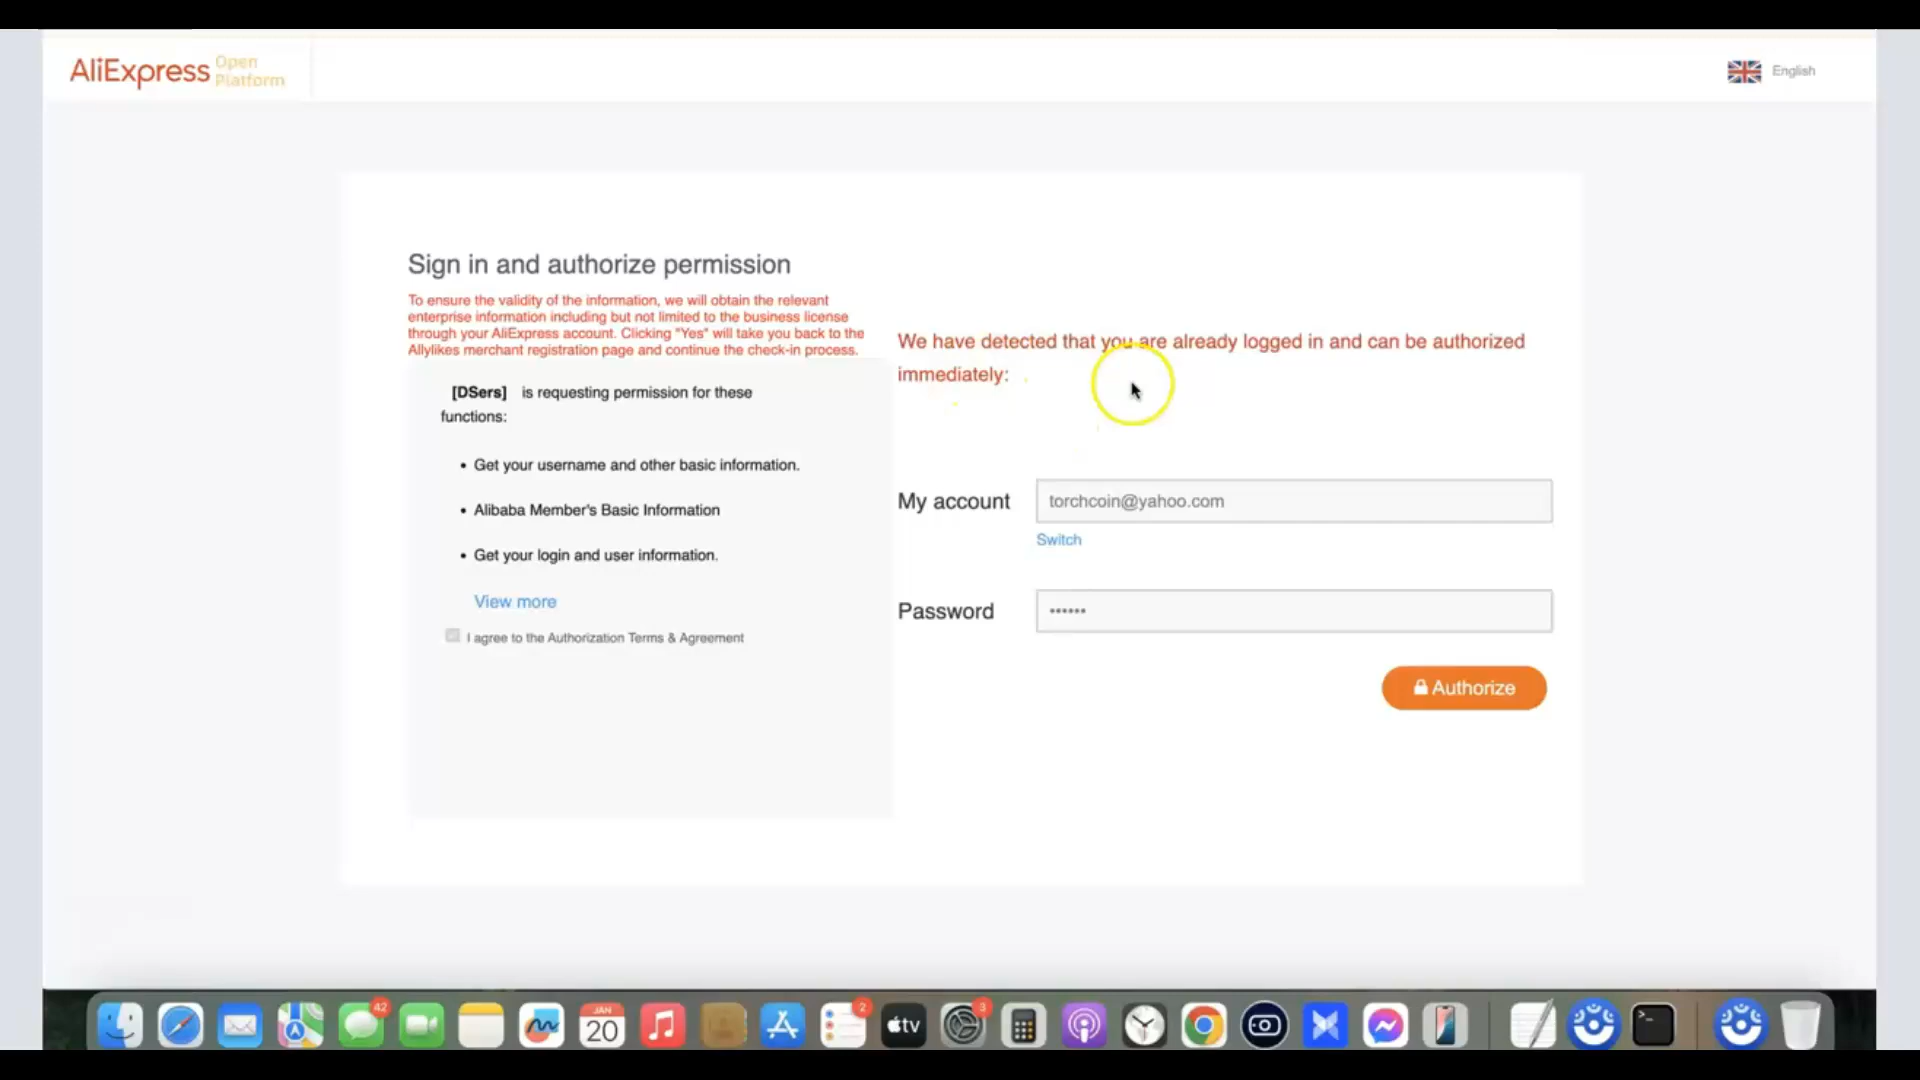 AliExpress Open Platform
English
Sign in and authorize permission
To ensure the validity of the information, we will obtain the relevant
enterprise information including but not limited to the business license
through your AliExpress account. Clicking "Yes" will take you back to the
Allylikes merchant registration page and continue the check-in process.
[DSers] is requesting permission for these
functions:
• Get your username and other basic information.
• Alibaba Member's Basic Information
• Get your login and user information.
View more
I agree to the Authorization Terms & Agreement
We have detected that you are already logged in and can be authorized
immediately:
My account torchcoin@yahoo.com
Switch
Password ••••••
Authorize
42
JAN
20
2
tv
3